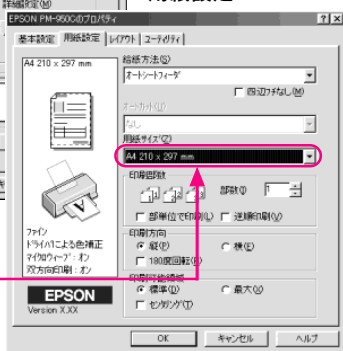 詳細設定(M)
EPSON PM-950Cのプロパティ
基本設定 用紙設定 レイアウト ユーティリティ
A4 210 x 297 mm
給紙方法(S)
オートシートフィーダ
四辺フチなし(M)
オートカット(U)
なし
用紙サイズ(Z)
A4 210 x 297 mm
印刷部数
部数(I) 1
部単位で印刷(L) 逆順印刷(V)
印刷方向
縦(P) 横(E)
180度回転(R)
印刷可能領域
標準(D) 最大(X)
センタリング(T)
ファイン
ドライバによる色補正
マイクロウィーブ:オン
双方向印刷:オン
EPSON
Version X.XX
OK キャンセル ヘルプ